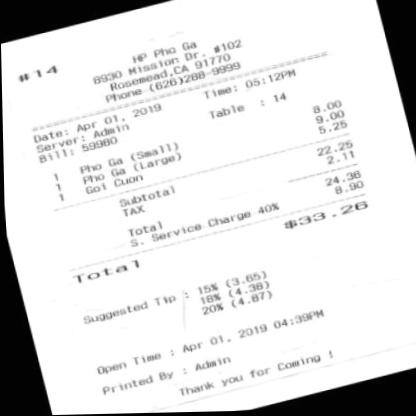 #14
HP Pho Ga
8930 Mission Dr. #102
Rosemead,CA 91770
Phone (626)288-9999
Date: Apr 01, 2019 Time: 05:12PM
Server: Admin Table : 14
Bill: 59980
1 Pho Ga (Small) 8.00
1 Pho Ga (Large) 9.00
1 Goi Cuon 5.25
Subtotal 22.25
TAX 2.11
Total 24.36
S. Service Charge 40% 8.90
Total $33.26
Suggested Tip : 15% (3.65)
18% (4.38)
20% (4.87)
Open Time : Apr 01, 2019 04:39PM
Printed By : Admin
Thank you for Coming !